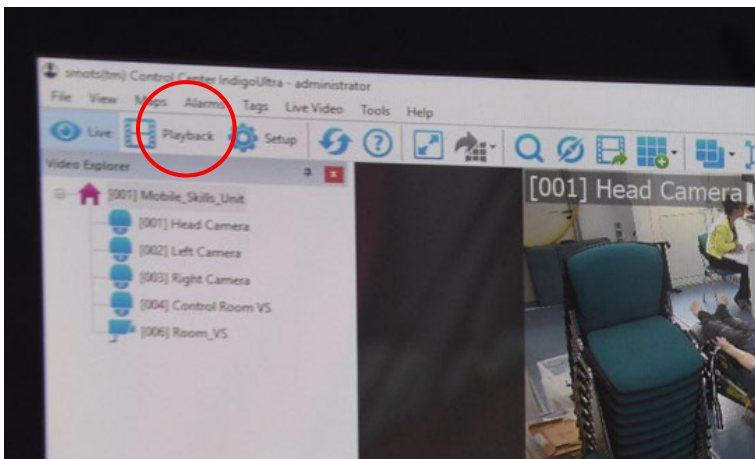 smots(tm) Control Center IndigoUltra - administrator
File View Maps Alarms Tags Live Video Tools Help
Live Playback Setup
Video Explorer
[001] Mobile_Skills_Unit
[001] Head Camera
[001] Head Camera
[002] Left Camera
[003] Right Camera
[004] Control Room VS
[006] Room_VS